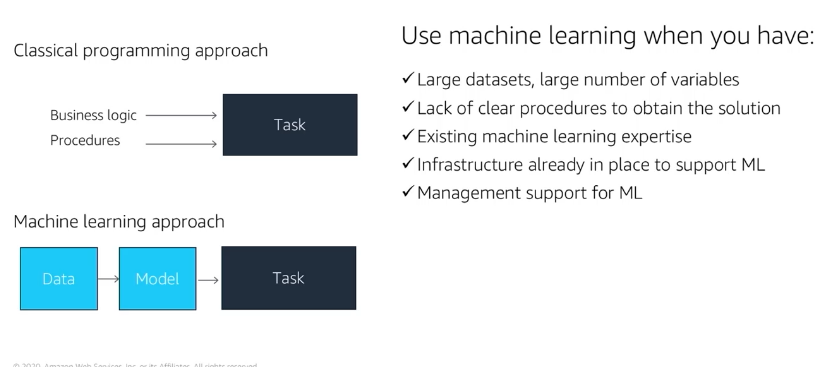 Classical programming approach
Business logic
Procedures
Task
Machine learning approach
Data
Model
Task
Use machine learning when you have:
✓Large datasets, large number of variables
✓Lack of clear procedures to obtain the solution
✓Existing machine learning expertise
✓Infrastructure already in place to support ML
✓Management support for ML
© 2020, Amazon Web Services, Inc. or its Affiliates. All rights reserved.